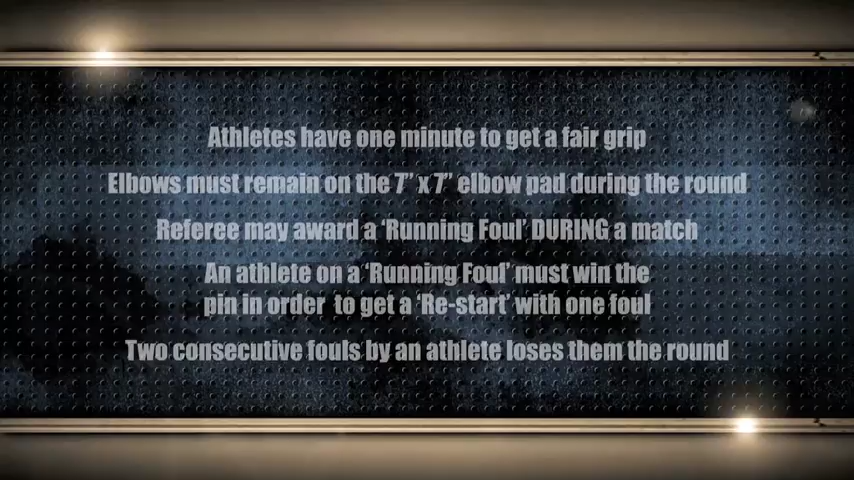 Athletes have one minute to get a fair grip
Elbows must remain on the 7” x 7” elbow pad during the round
Referee may award a ‘Running Foul’ DURING a match
An athlete on a ‘Running Foul’ must win the
pin in order to get a ‘Re-start’ with one foul
Two consecutive fouls by an athlete loses them the round